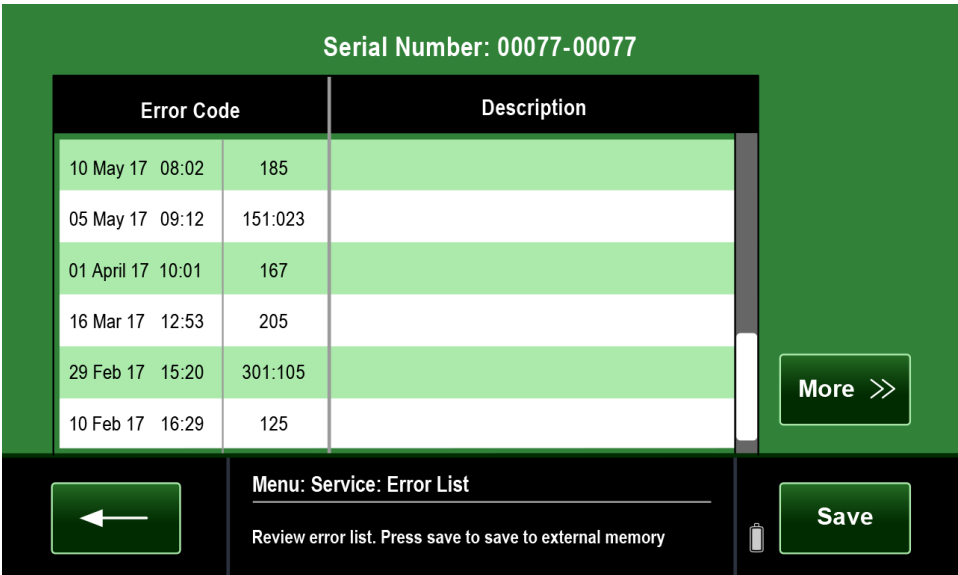 Serial Number: 00077-00077
Error Code Description
10 May 17 08:02 185
05 May 17 09:12 151:023
01 April 17 10:01 167
16 Mar 17 12:53 205
29 Feb 17 15:20 301:105
10 Feb 17 16:29 125
More
Menu: Service: Error List
Review error list. Press save to save to external memory
Save